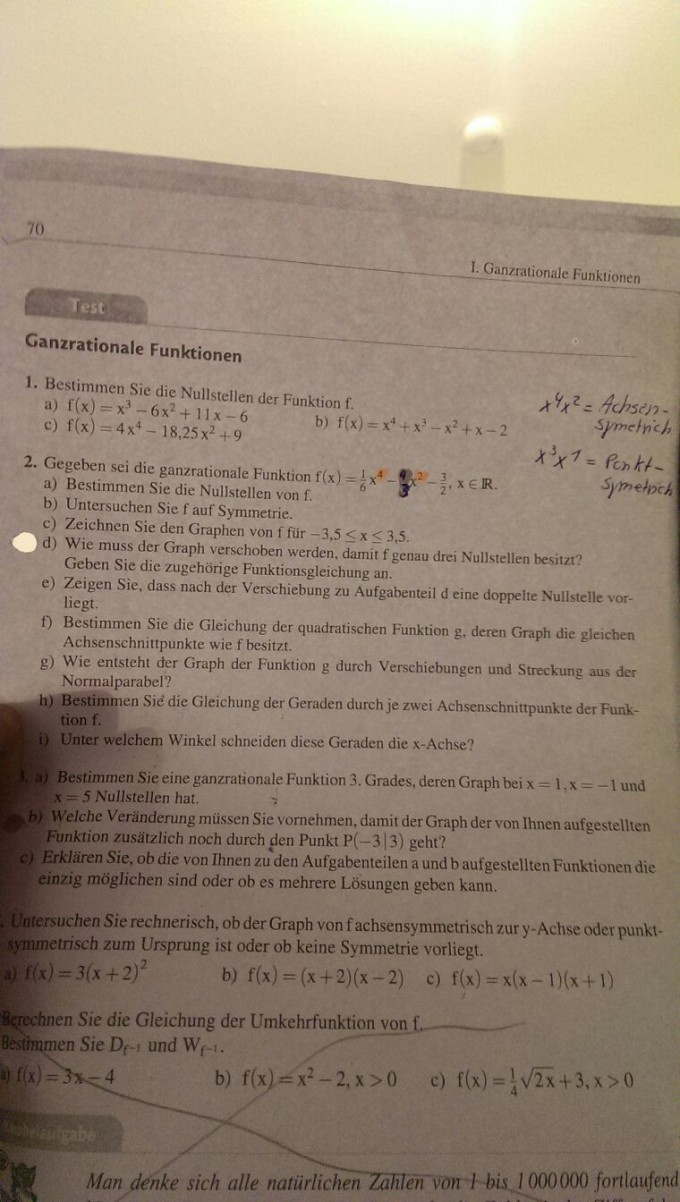 70
I. Ganzrationale Funktionen
Test
Ganzrationale Funktionen
1. Bestimmen Sie die Nullstellen der Funktion f.
a) f(x) = x³ − 6x² + 11x − 6
b) f(x) = x⁴ + x³ − x² + x − 2
c) f(x) = 4x⁴ − 18,25x² + 9
x⁴x² = Achsen-
symetrich
x³x¹ = Punkt-
symetrich
2. Gegeben sei die ganzrationale Funktion f(x) = 1/6 x⁴ − x² − 3/2, x ∈ ℝ.
a) Bestimmen Sie die Nullstellen von f.
b) Untersuchen Sie f auf Symmetrie.
c) Zeichnen Sie den Graphen von f für −3,5 ≤ x ≤ 3,5.
d) Wie muss der Graph verschoben werden, damit f genau drei Nullstellen besitzt?
Geben Sie die zugehörige Funktionsgleichung an.
e) Zeigen Sie, dass nach der Verschiebung zu Aufgabenteil d eine doppelte Nullstelle vor-
liegt.
f) Bestimmen Sie die Gleichung der quadratischen Funktion g, deren Graph die gleichen
Achsenschnittpunkte wie f besitzt.
g) Wie entsteht der Graph der Funktion g durch Verschiebungen und Streckung aus der
Normalparabel?
h) Bestimmen Sie die Gleichung der Geraden durch je zwei Achsenschnittpunkte der Funk-
tion f.
i) Unter welchem Winkel schneiden diese Geraden die x-Achse?
3. a) Bestimmen Sie eine ganzrationale Funktion 3. Grades, deren Graph bei x = 1, x = −1 und
x = 5 Nullstellen hat.
b) Welche Veränderung müssen Sie vornehmen, damit der Graph der von Ihnen aufgestellten
Funktion zusätzlich noch durch den Punkt P(−3|3) geht?
c) Erklären Sie, ob die von Ihnen zu den Aufgabenteilen a und b aufgestellten Funktionen die
einzig möglichen sind oder ob es mehrere Lösungen geben kann.
Untersuchen Sie rechnerisch, ob der Graph von f achsensymmetrisch zur y-Achse oder punkt-
symmetrisch zum Ursprung ist oder ob keine Symmetrie vorliegt.
a) f(x) = 3(x + 2)²
b) f(x) = (x + 2)(x − 2)
c) f(x) = x(x − 1)(x + 1)
Berechnen Sie die Gleichung der Umkehrfunktion von f.
Bestimmen Sie D_f⁻¹ und W_f⁻¹.
a) f(x) = 3x − 4
b) f(x) = x² − 2, x > 0
c) f(x) = 1/4 √2x + 3, x > 0
Man denke sich alle natürlichen Zahlen von 1 bis 1 000 000 fortlaufend